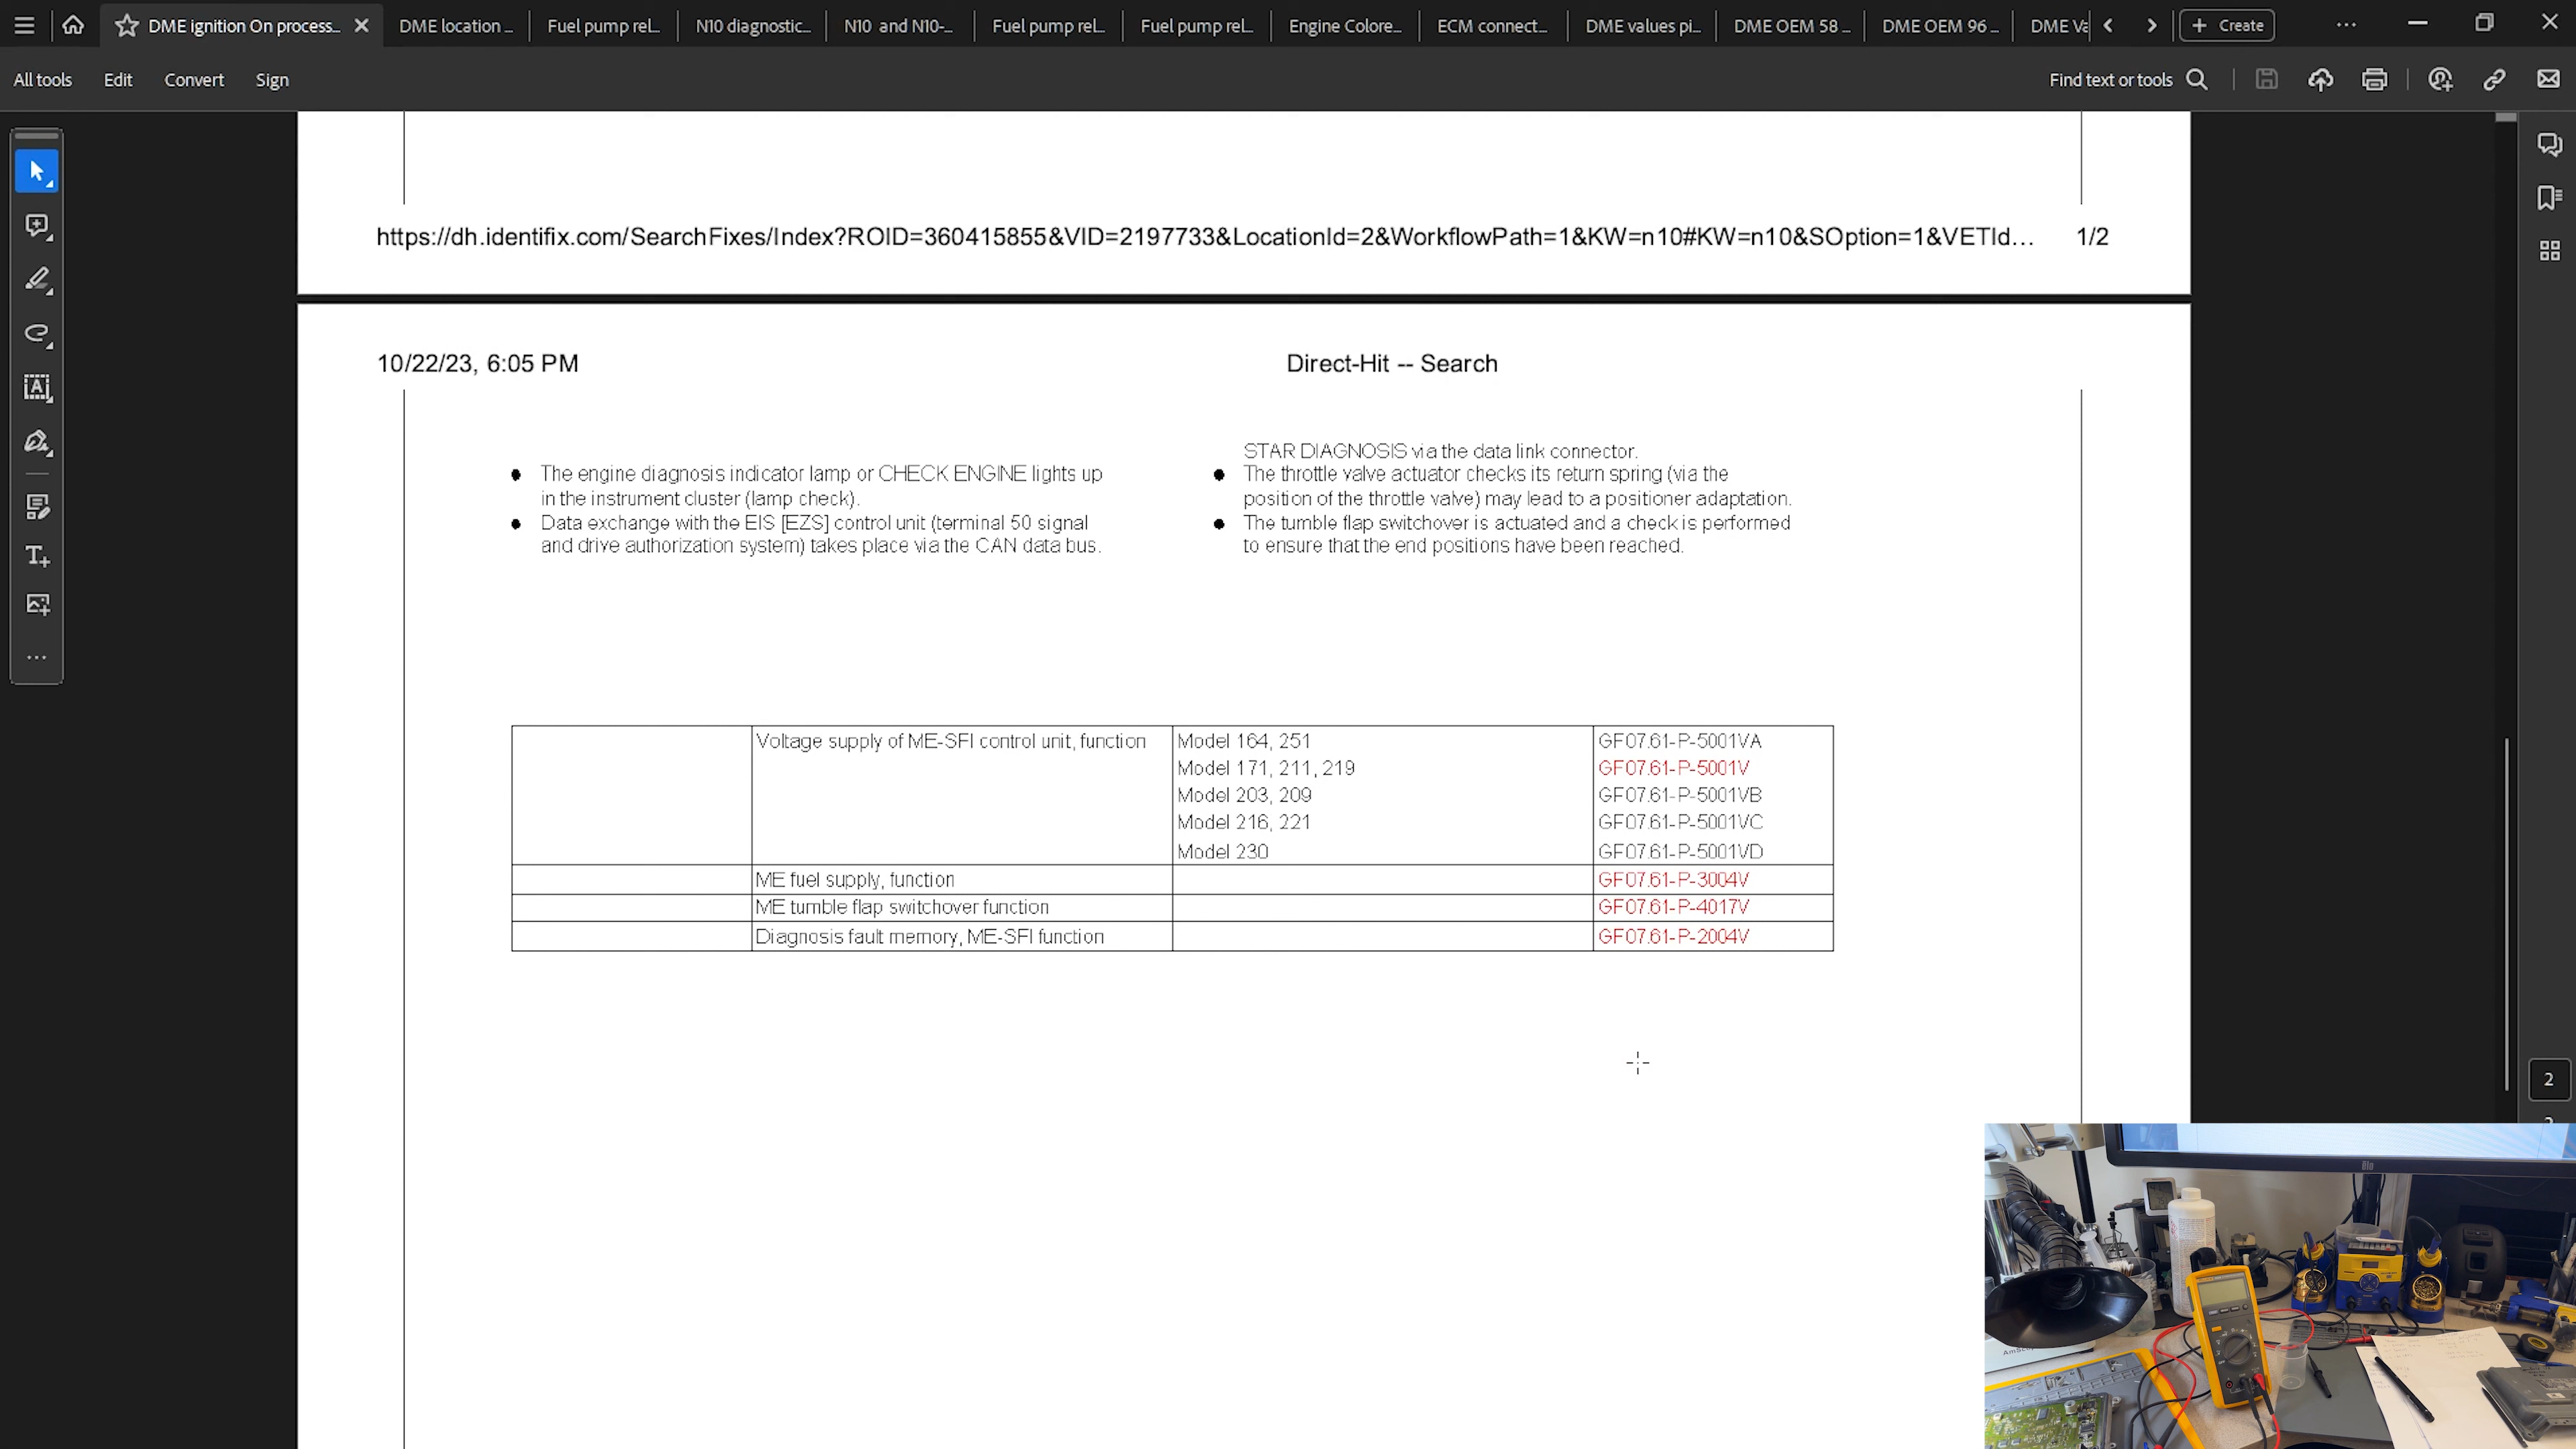 DME ignition On process...
DME location ...
Fuel pump rel...
N10 diagnostic...
N10 and N10-...
Fuel pump rel...
Fuel pump rel...
Engine Colore...
ECM connect...
DME values pi...
DME OEM 58 ...
DME OEM 96 ...
DME Va
Create
All tools
Edit
Convert
Sign
Find text or tools
https://dh.identifix.com/SearchFixes/Index?ROID=360415855&VID=2197733&LocationId=2&WorkflowPath=1&KW=n10#KW=n10&SOption=1&VETId...
1/2
10/22/23, 6:05 PM
Direct-Hit -- Search
The engine diagnosis indicator lamp or CHECK ENGINE lights up
in the instrument cluster (lamp check).
Data exchange with the EIS [EZS] control unit (terminal 50 signal
and drive authorization system) takes place via the CAN data bus.
STAR DIAGNOSIS via the data link connector.
The throttle valve actuator checks its return spring (via the
position of the throttle valve) may lead to a positioner adaptation.
The tumble flap switchover is actuated and a check is performed
to ensure that the end positions have been reached.
Voltage supply of ME-SFI control unit, function
Model 164, 251
GF07.61-P-5001VA
Model 171, 211, 219
GF07.61-P-5001V
Model 203, 209
GF07.61-P-5001VB
Model 216, 221
GF07.61-P-5001VC
Model 230
GF07.61-P-5001VD
ME fuel supply, function
GF07.61-P-3004V
ME tumble flap switchover function
GF07.61-P-4017V
Diagnosis fault memory, ME-SFI function
GF07.61-P-2004V
2